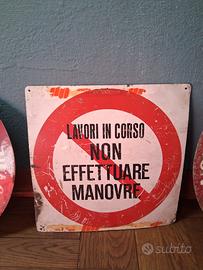 LAVORI IN CORSO
NON
EFFETTUARE
MANOVRE
subito